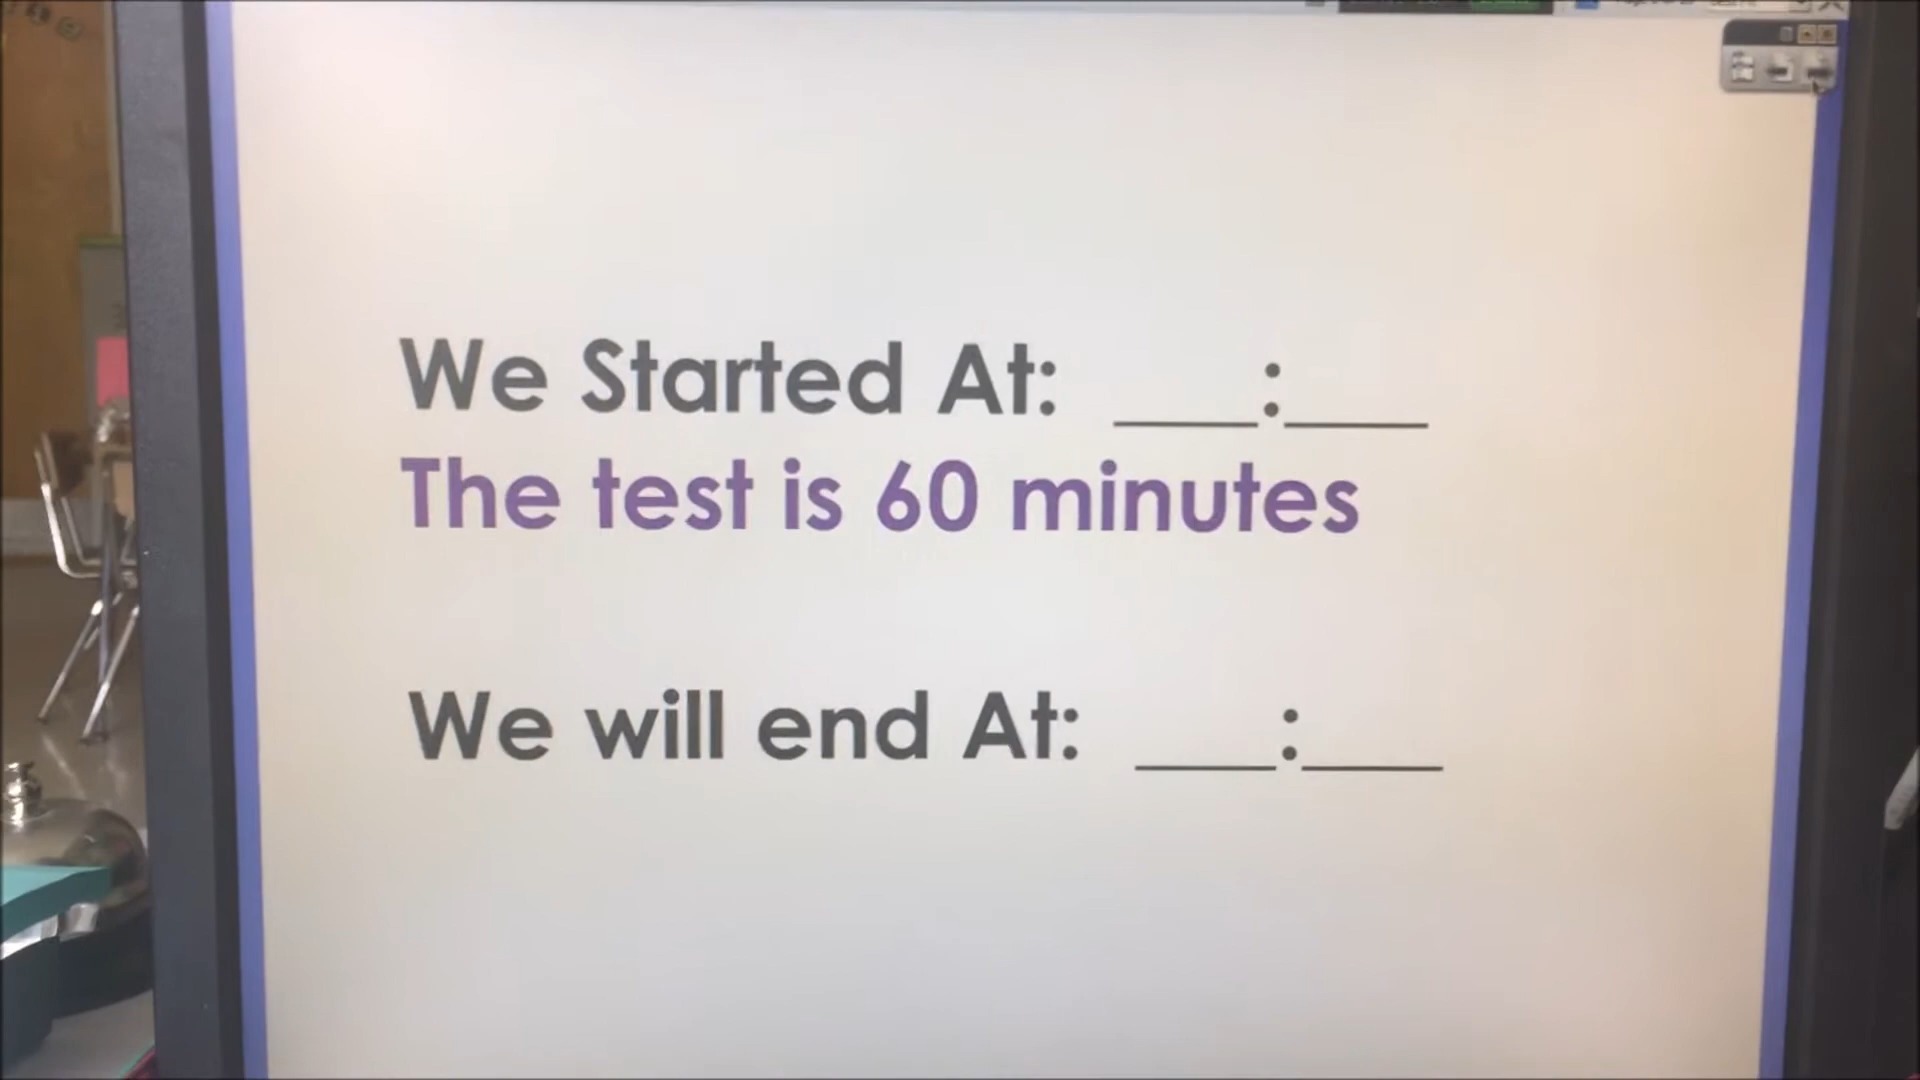 We Started At: ___:___
The test is 60 minutes
We will end At: ___:___